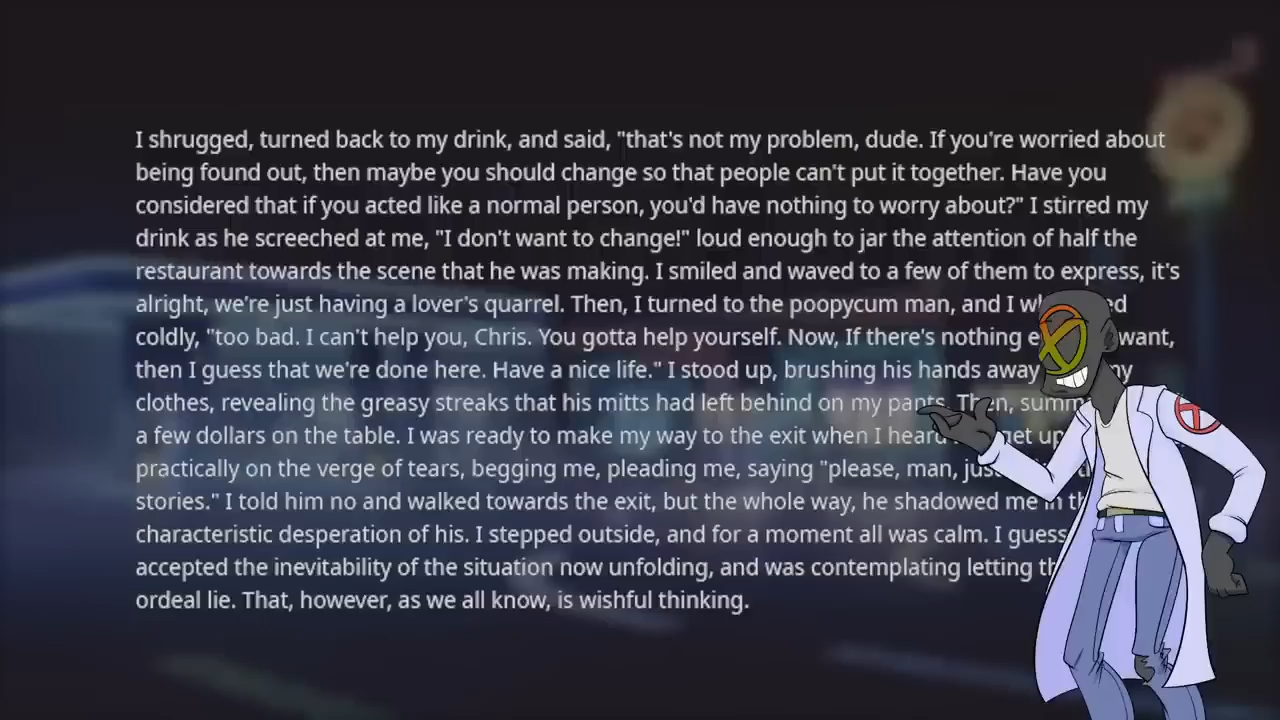 I shrugged, turned back to my drink, and said, "that's not my problem, dude. If you're worried about
being found out, then maybe you should change so that people can't put it together. Have you
considered that if you acted like a normal person, you'd have nothing to worry about?" I stirred my
drink as he screeched at me, "I don't want to change!" loud enough to jar the attention of half the
restaurant towards the scene that he was making. I smiled and waved to a few of them to express, it's
alright, we're just having a lover's quarrel. Then, I turned to the poopycum man, and I
coldly, "too bad. I can't help you, Chris. You gotta help yourself. Now, If there's nothing want,
then I guess that we're done here. Have a nice life." I stood up, brushing his hands away
clothes, revealing the greasy streaks that his mitts had left behind on my pants. Then,
a few dollars on the table. I was ready to make my way to the exit when I heard get up
practically on the verge of tears, begging me, pleading me, saying "please, man,
stories." I told him no and walked towards the exit, but the whole way, he shadowed me in
characteristic desperation of his. I stepped outside, and for a moment all was calm. I guess
accepted the inevitability of the situation now unfolding, and was contemplating letting
ordeal lie. That, however, as we all know, is wishful thinking.